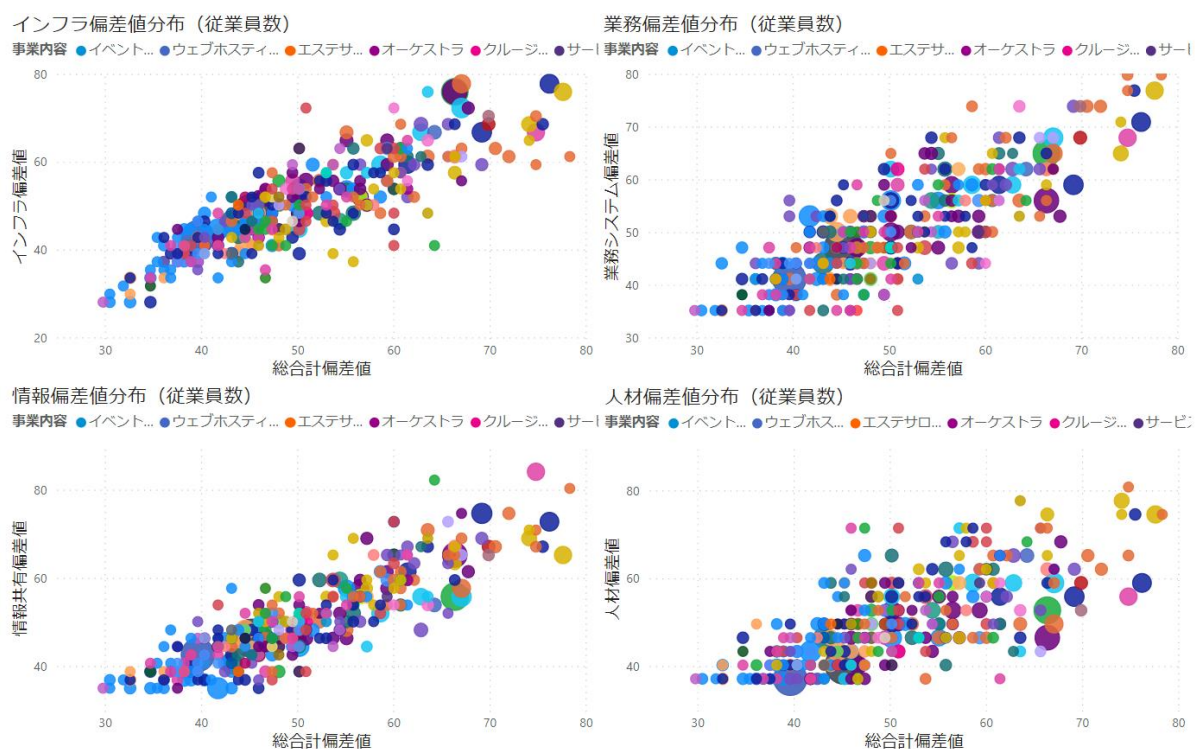 インフラ偏差値分布（従業員数）
事業内容 イベント... ウェブホスティ... エステサ... オーケストラ クルージ... サー
インフラ偏差値
80
60
40
20
30 40 50 60 70 80
総合計偏差値
業務偏差値分布（従業員数）
事業内容 イベント... ウェブホスティ... エステサ... オーケストラ クルージ... サー
業務システム偏差値
80
70
60
50
40
30
30 40 50 60 70 80
総合計偏差値
情報偏差値分布（従業員数）
事業内容 イベント... ウェブホスティ... エステサ... オーケストラ クルージ... サー
情報共有偏差値
80
60
40
30 40 50 60 70 80
総合計偏差値
人材偏差値分布（従業員数）
事業内容 イベント... ウェブホス... エステサロ... オーケストラ クルージ... サービ
人材偏差値
80
60
40
30 40 50 60 70 80
総合計偏差値